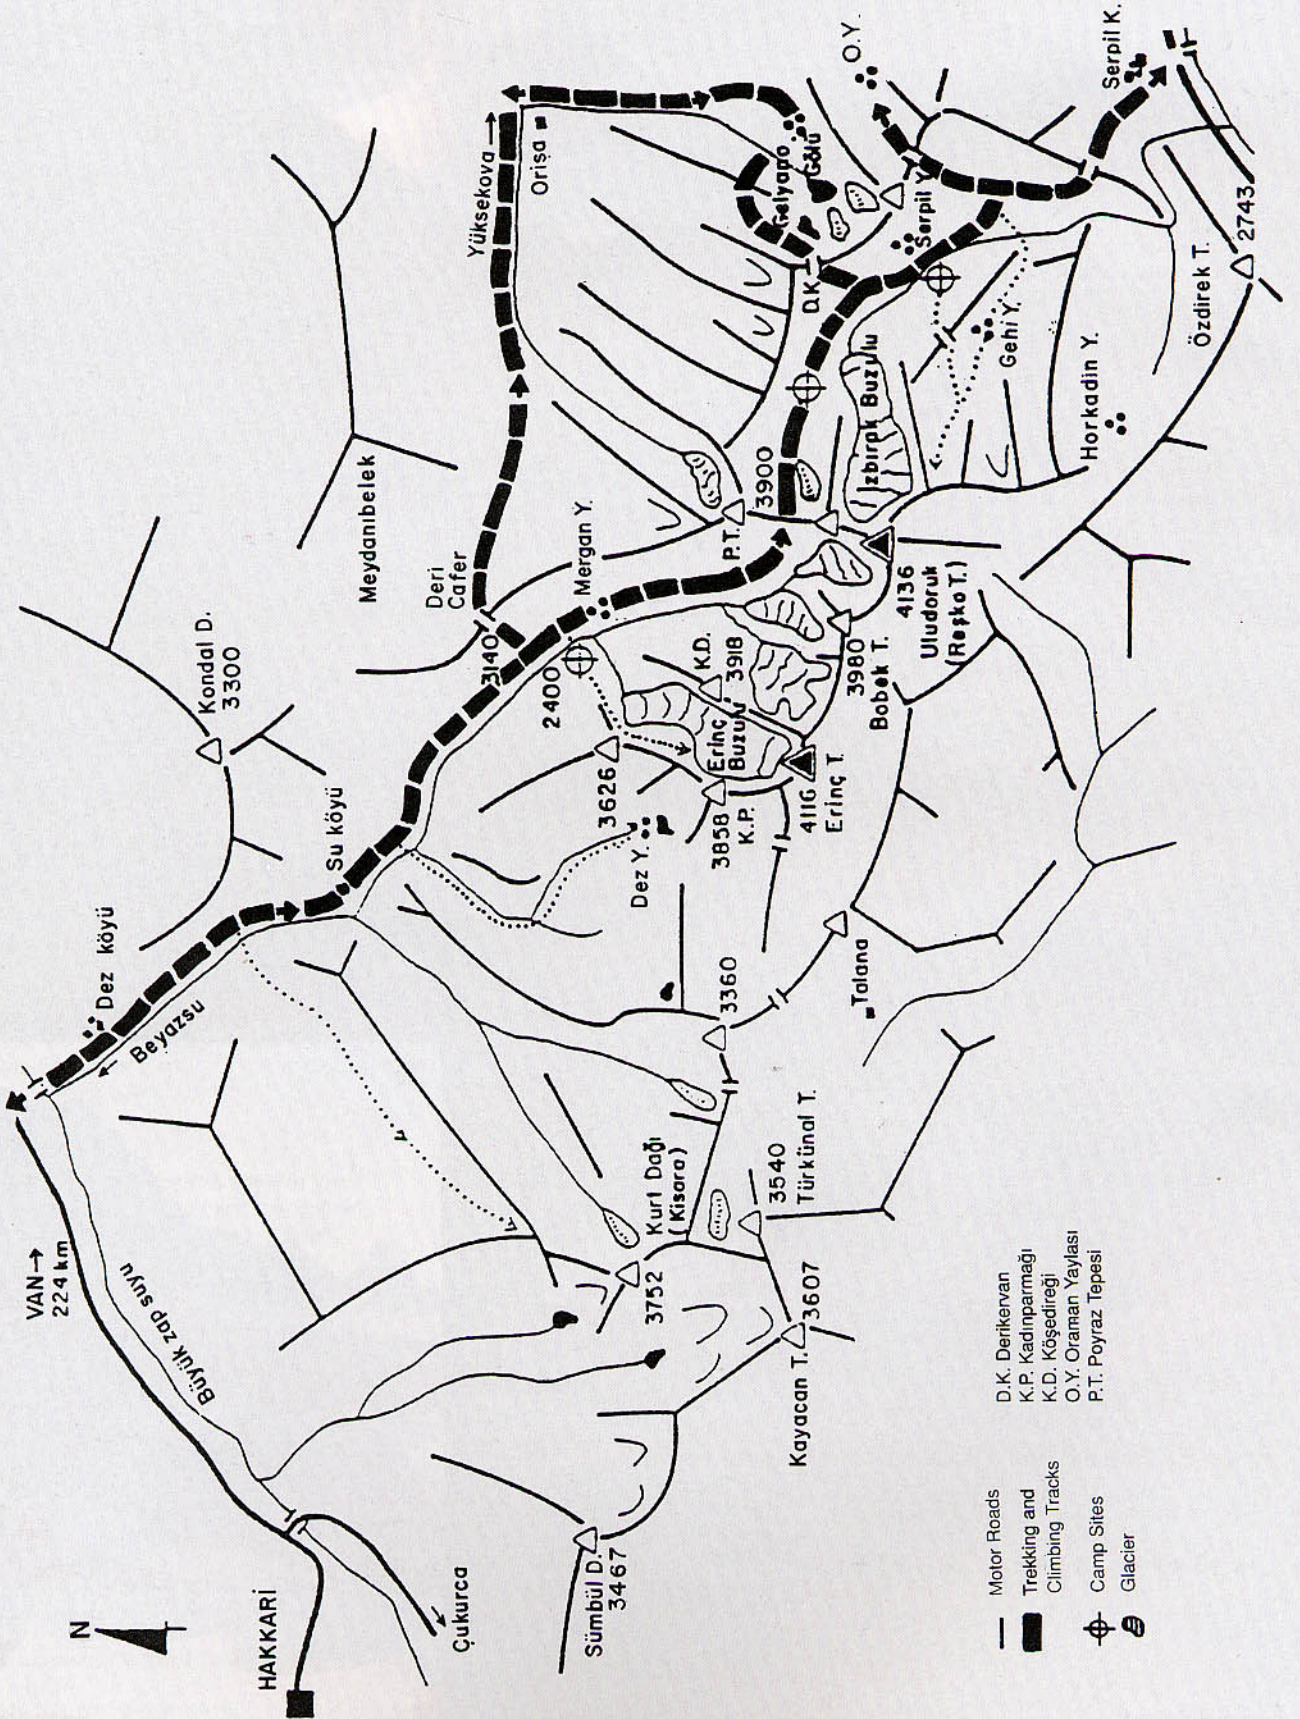 N
HAKKARİ
Çukurca
VAN→
224 km
Büyük zap suyu
Beyazsu
Dez köyü
Su köyü
Kondal D.
3300
Meydanıbelek
Deri
Cafer
3140
2400
Mergan Y.
Yüksekova
Orişa
Gelyano
Gölü
O.Y.
Serpil K.
Serpil Y.
D.K.
Gehi Y.
Horkadin Y.
Özdirek T.
2743
Izbırak Buzulu
3900
P.T.
4136
Uludoruk
(Reşko T.)
3980
Bobek T.
K.D.
3918
Erinç
Buzulu
4116
Erinç T.
3626
3858
K.P.
Dez Y.
3360
Talana
Kurt Dağı
(Kisara)
3752
3540
Türkünal T.
3607
Kayacan T.
Sümbül D.
3467
Motor Roads
Trekking and
Climbing Tracks
Camp Sites
Glacier
D.K. Derikervan
K.P. Kadınparmağı
K.D. Köşedireği
O.Y. Oraman Yaylası
P.T. Poyraz Tepesi